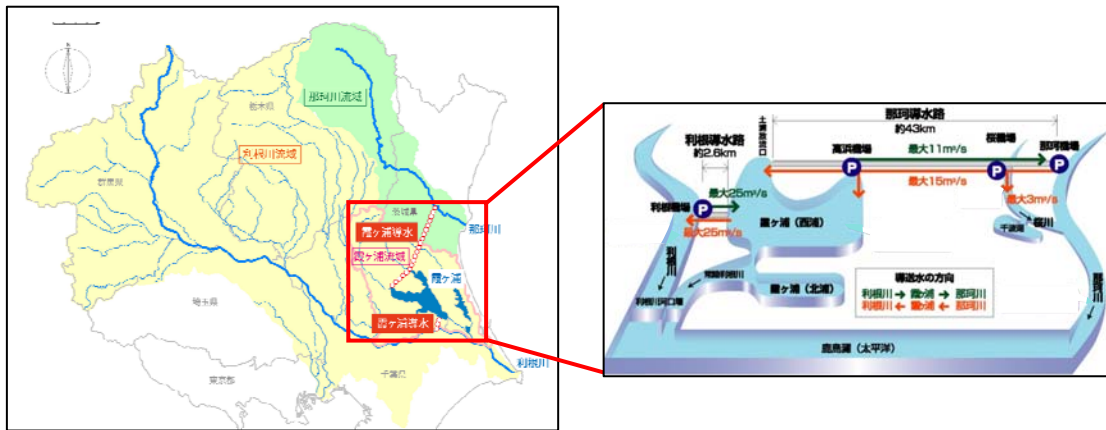 那珂川流域
栃木県
利根川流域
群馬県
茨城県
霞ヶ浦導水
霞ヶ浦流域
那珂川
霞ヶ浦
霞ヶ浦導水
埼玉県
利根川
東京都
千葉県
那珂導水路
約43km
土浦放流口
利根導水路
約2.6km
高浜機場
桜機場
那珂機場
最大11m³/s
最大15m³/s
最大25m³/s
最大3m³/s
利根機場
最大25m³/s
霞ヶ浦(西浦)
千波湖
桜川
利根川
常陸利根川
霞ヶ浦(北浦)
導送水の方向
利根川 → 霞ヶ浦 → 那珂川
利根川 ← 霞ヶ浦 ← 那珂川
那珂川
利根川河口堰
鹿島灘(太平洋)
P
P
P
P